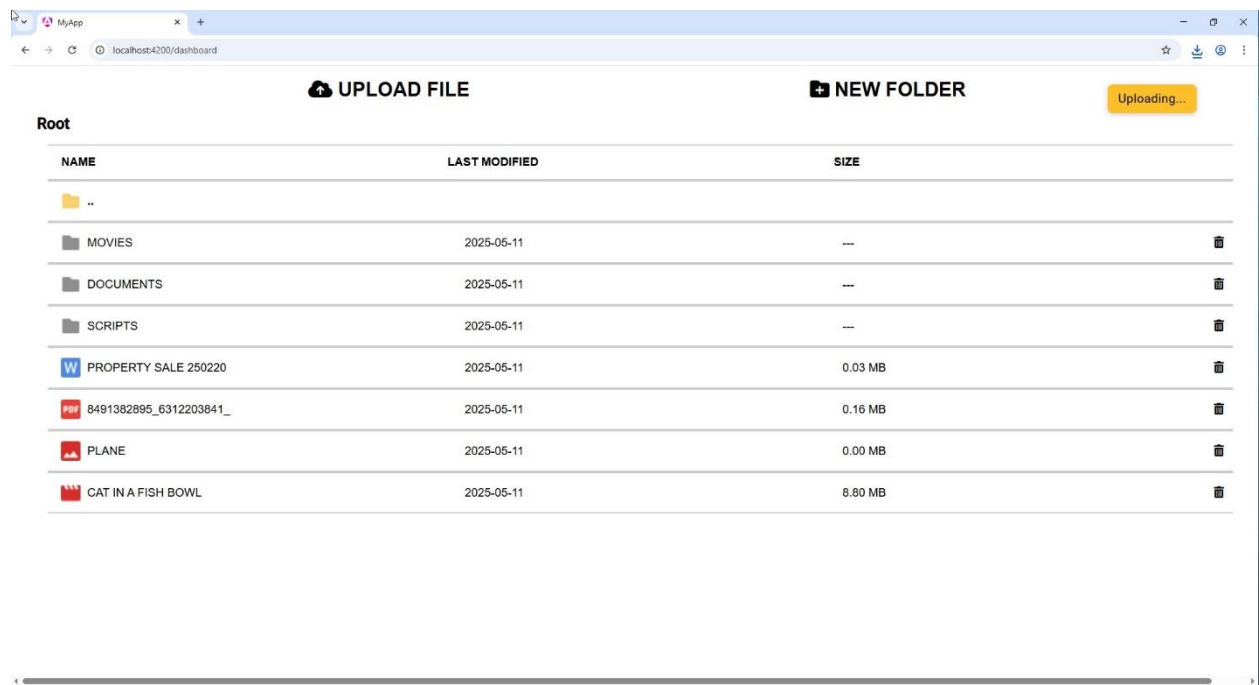 MyApp
localhost:4200/dashboard
UPLOAD FILE NEW FOLDER Uploading...
Root
NAME LAST MODIFIED SIZE
..
MOVIES 2025-05-11 ---
DOCUMENTS 2025-05-11 ---
SCRIPTS 2025-05-11 ---
W PROPERTY SALE 250220 2025-05-11 0.03 MB
PDF 8491382895_6312203841_ 2025-05-11 0.16 MB
PLANE 2025-05-11 0.00 MB
CAT IN A FISH BOWL 2025-05-11 8.80 MB